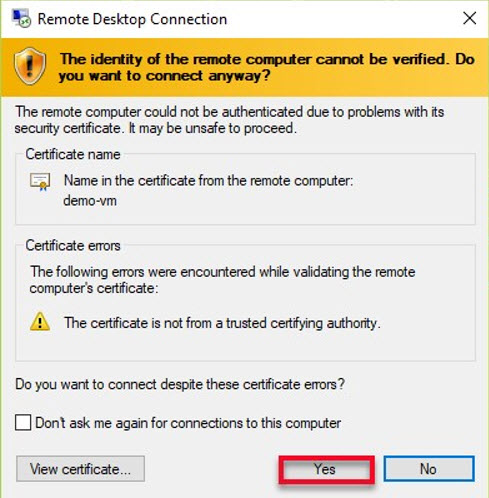 Remote Desktop Connection
The identity of the remote computer cannot be verified. Do
you want to connect anyway?
The remote computer could not be authenticated due to problems with its
security certificate. It may be unsafe to proceed.
Certificate name
Name in the certificate from the remote computer:
demo-vm
Certificate errors
The following errors were encountered while validating the remote
computer's certificate:
The certificate is not from a trusted certifying authority.
Do you want to connect despite these certificate errors?
Don't ask me again for connections to this computer
View certificate... Yes No